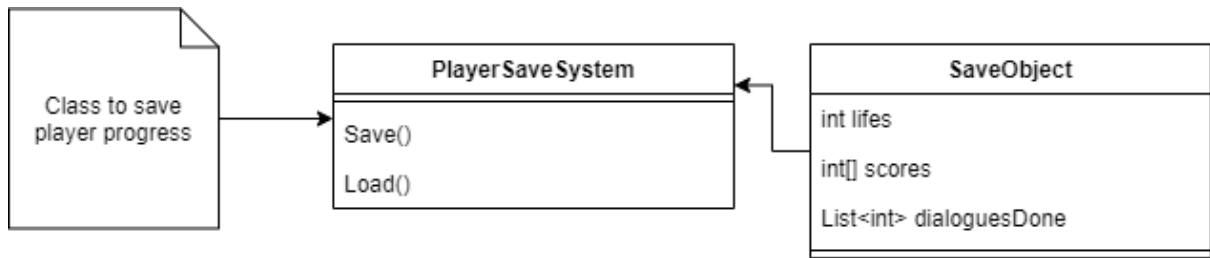 Class to save
player progress
PlayerSaveSystem
Save()
Load()
SaveObject
int lifes
int[] scores
List<int> dialoguesDone